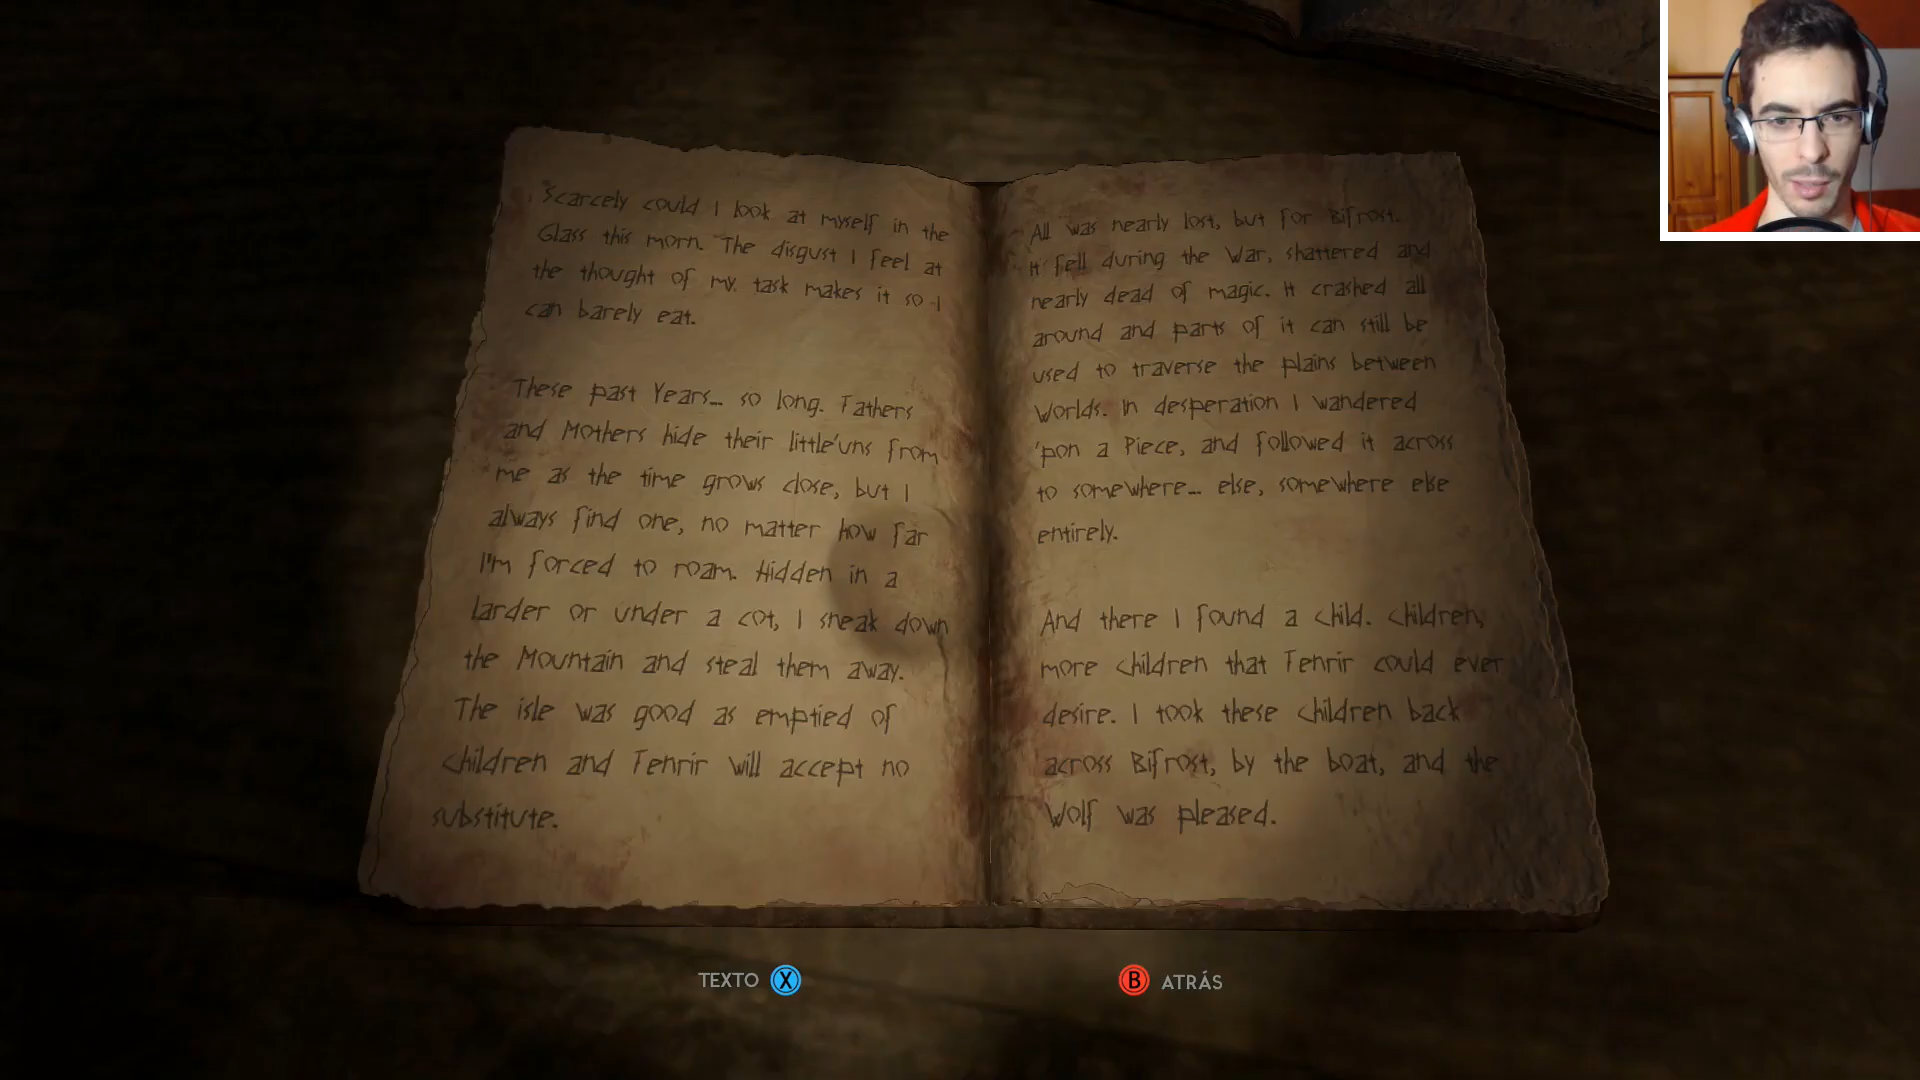 Scarcely could I look at myself in the
Glass this morn. The disgust I feel at
the thought of my task makes it so I
can barely eat.
These past Years... so long. Fathers
and Mothers hide their little'uns from
me as the time grows close, but I
always find one, no matter how far
I'm forced to roam. Hidden in a
larder or under a cot, I sneak down
the Mountain and steal them away.
The isle was good as emptied of
children and Fenrir will accept no
substitute.
All was nearly lost, but for Bifrost.
It fell during the War, shattered and
nearly dead of magic. It crashed all
around and parts of it can still be
used to traverse the plains between
Worlds. In desperation I wandered
'pon a Piece, and followed it across
to somewhere... else, somewhere else
entirely.
And there I found a child. Children,
more children that Fenrir could ever
desire. I took these children back
across Bifrost, by the boat, and the
Wolf was pleased.
TEXTO X
B ATRÁS